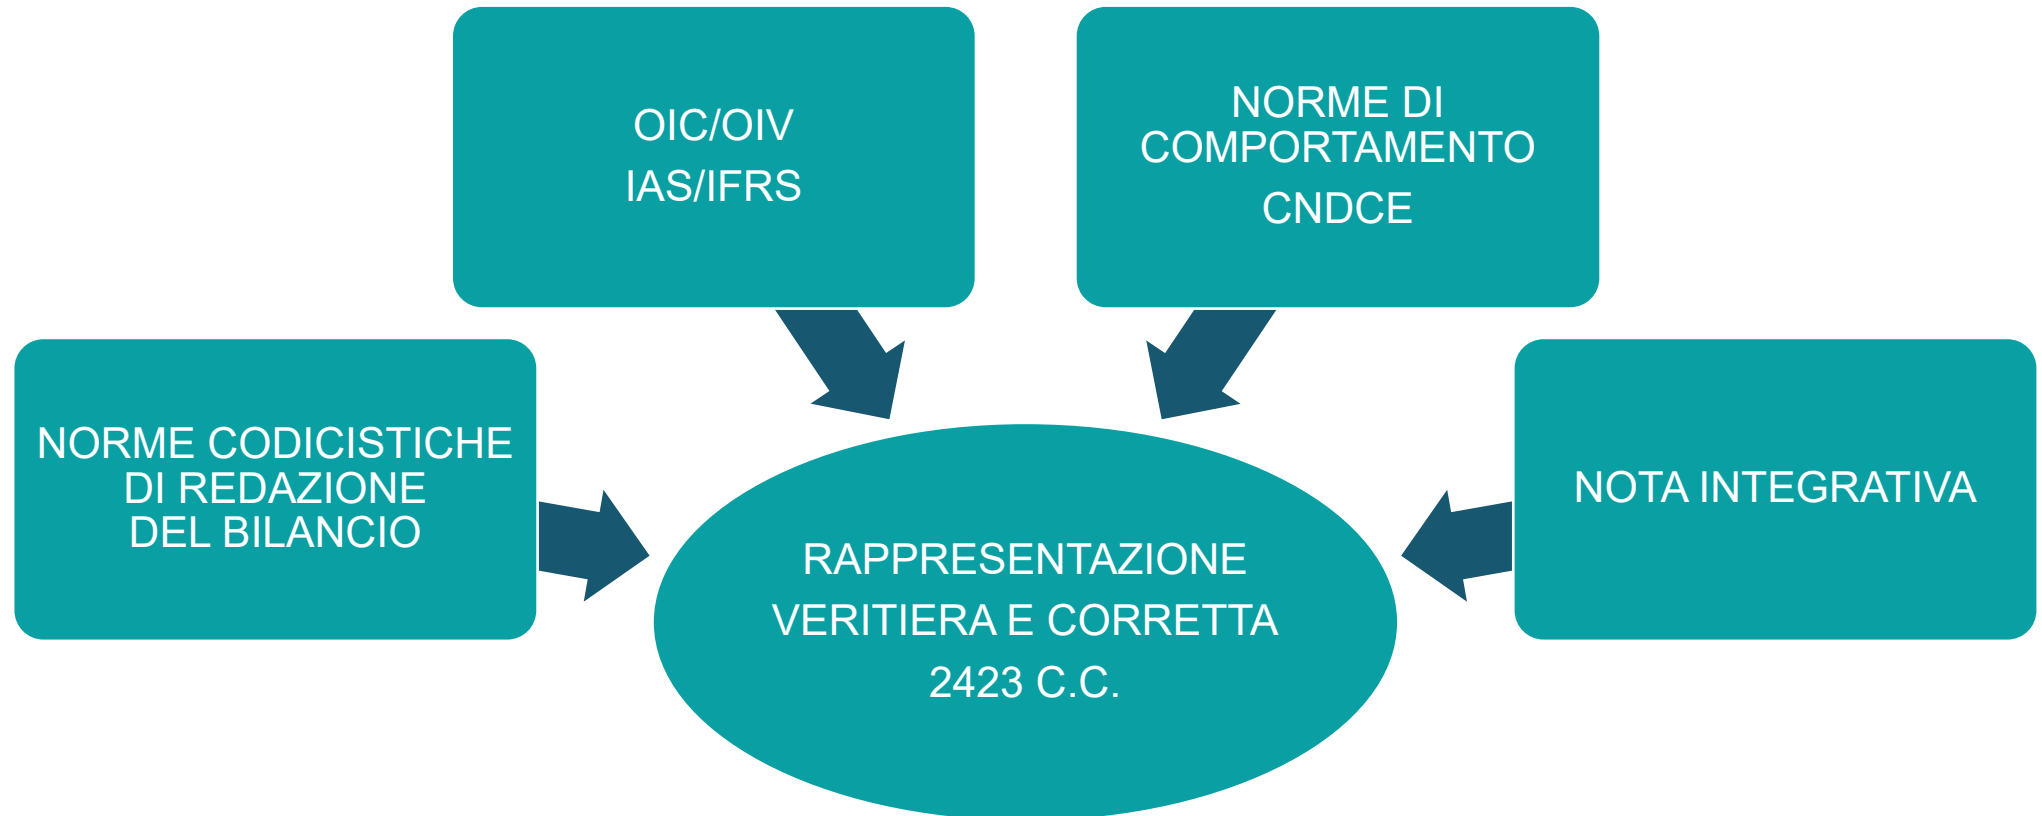 OIC/OIV
IAS/IFRS
NORME DI
COMPORTAMENTO
CNDCE
NORME CODICISTICHE
DI REDAZIONE
DEL BILANCIO
NOTA INTEGRATIVA
RAPPRESENTAZIONE
VERITIERA E CORRETTA
2423 C.C.